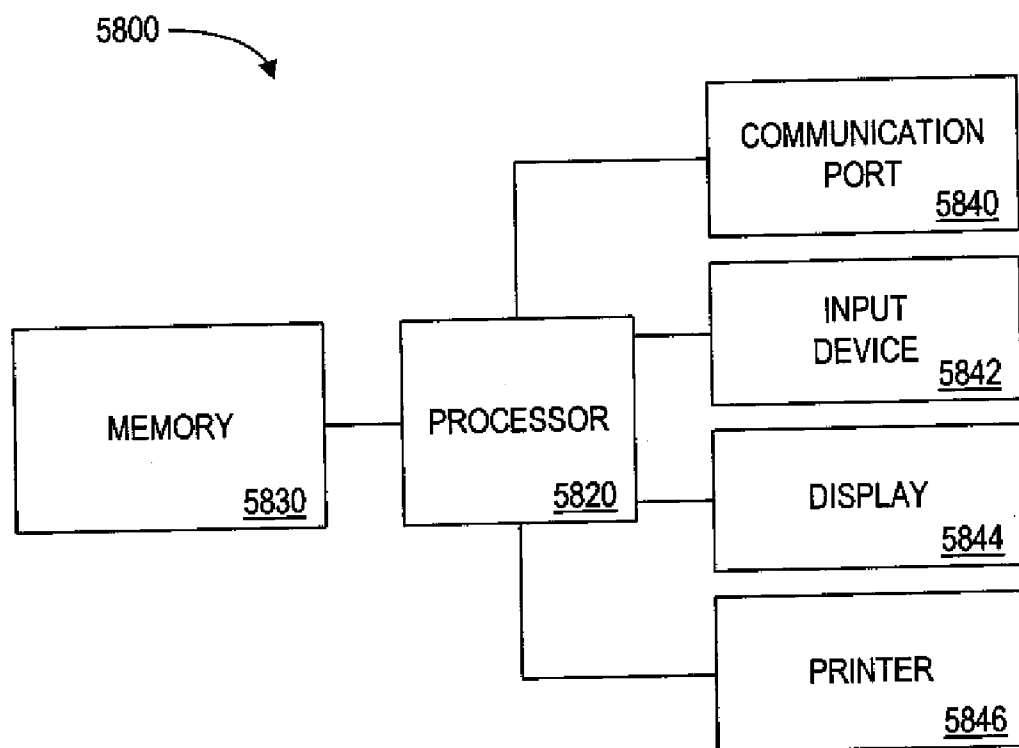 5800
COMMUNICATION
PORT
5840
INPUT
DEVICE
5842
MEMORY
5830
PROCESSOR
5820
DISPLAY
5844
PRINTER
5846